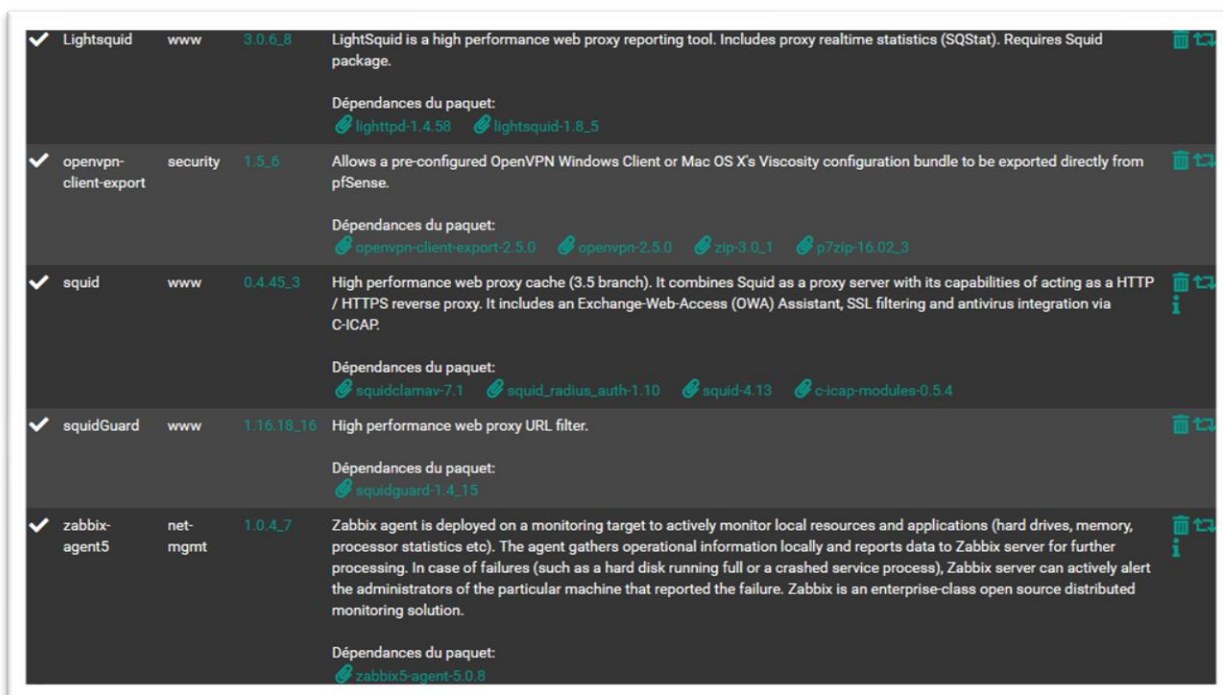 Lightsquid www 3.0.6_8 LightSquid is a high performance web proxy reporting tool. Includes proxy realtime statistics (SQStat). Requires Squid
package.
Dépendances du paquet:
lighttpd-1.4.58 lightsquid-1.8_5
openvpn- security 1.5_6 Allows a pre-configured OpenVPN Windows Client or Mac OS X's Viscosity configuration bundle to be exported directly from
client-export pfSense.
Dépendances du paquet:
openvpn-client-export-2.5.0 openvpn-2.5.0 zip-3.0_1 p7zip-16.02_3
squid www 0.4.45_3 High performance web proxy cache (3.5 branch). It combines Squid as a proxy server with its capabilities of acting as a HTTP
/ HTTPS reverse proxy. It includes an Exchange-Web-Access (OWA) Assistant, SSL filtering and antivirus integration via
C-ICAP.
Dépendances du paquet:
squidclamav-7.1 squid_radius_auth-1.10 squid-4.13 c-icap-modules-0.5.4
squidGuard www 1.16.18_16 High performance web proxy URL filter.
Dépendances du paquet:
squidguard-1.4_15
zabbix- net- 1.0.4_7 Zabbix agent is deployed on a monitoring target to actively monitor local resources and applications (hard drives, memory,
agent5 mgmt processor statistics etc). The agent gathers operational information locally and reports data to Zabbix server for further
processing. In case of failures (such as a hard disk running full or a crashed service process), Zabbix server can actively alert
the administrators of the particular machine that reported the failure. Zabbix is an enterprise-class open source distributed
monitoring solution.
Dépendances du paquet:
zabbix5-agent-5.0.8